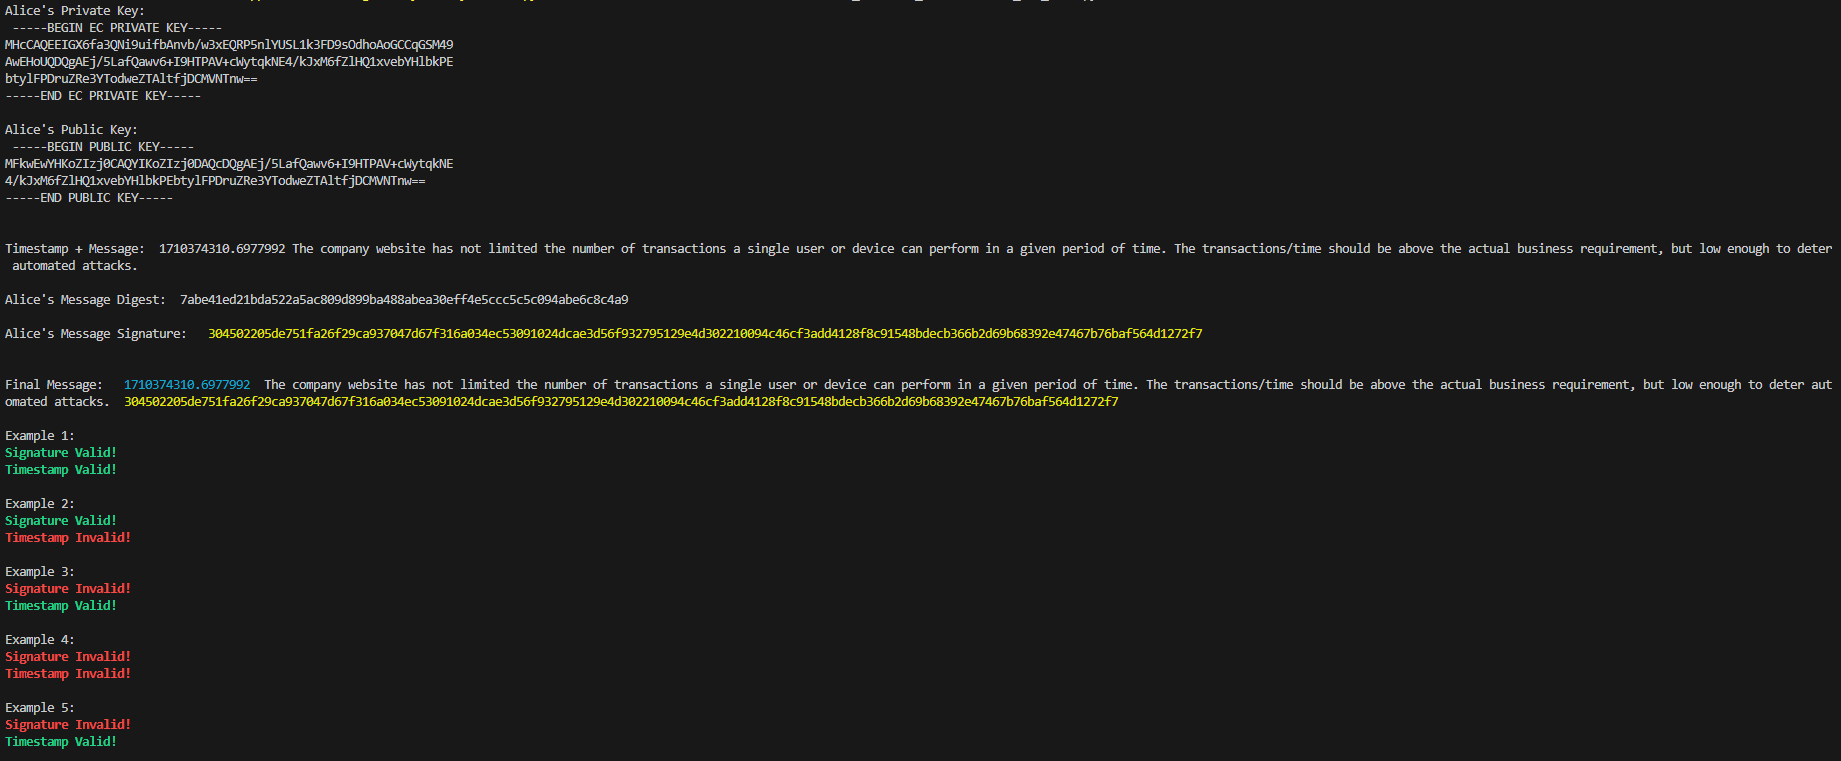 Alice's Private Key:
-----BEGIN EC PRIVATE KEY-----
MHcCAQEEIGX6fa3QNi9uifbAnvb/w3xEQRP5nlYUSL1k3FD9sOdhoAoGCCqGSM49
AwEHoUQDQgAEj/5LafQawv6+I9HTPAV+cWytqkNE4/kJxM6fZlHQ1xvebYHlbkPE
btylFPDruZRe3YTodweZTAltfjDCMVNTnw==
-----END EC PRIVATE KEY-----
Alice's Public Key:
-----BEGIN PUBLIC KEY-----
MFkwEwYHKoZIzj0CAQYIKoZIzj0DAQcDQgAEj/5LafQawv6+I9HTPAV+cWytqkNE
4/kJxM6fZlHQ1xvebYHlbkPEbtylFPDruZRe3YTodweZTAltfjDCMVNTnw==
-----END PUBLIC KEY-----
Timestamp + Message:  1710374310.6977992 The company website has not limited the number of transactions a single user or device can perform in a given period of time. The transactions/time should be above the actual business requirement, but low enough to deter
automated attacks.
Alice's Message Digest:  7abe41ed21bda522a5ac809d899ba488abea30eff4e5ccc5c5c094abe6c8c4a9
Alice's Message Signature:   304502205de751fa26f29ca937047d67f316a034ec53091024dcae3d56f932795129e4d302210094c46cf3add4128f8c91548bdecb366b2d69b68392e47467b76baf564d1272f7
Final Message:   1710374310.6977992  The company website has not limited the number of transactions a single user or device can perform in a given period of time. The transactions/time should be above the actual business requirement, but low enough to deter aut
omated attacks.  304502205de751fa26f29ca937047d67f316a034ec53091024dcae3d56f932795129e4d302210094c46cf3add4128f8c91548bdecb366b2d69b68392e47467b76baf564d1272f7
Example 1:
Signature Valid!
Timestamp Valid!
Example 2:
Signature Valid!
Timestamp Invalid!
Example 3:
Signature Invalid!
Timestamp Valid!
Example 4:
Signature Invalid!
Timestamp Invalid!
Example 5:
Signature Invalid!
Timestamp Valid!